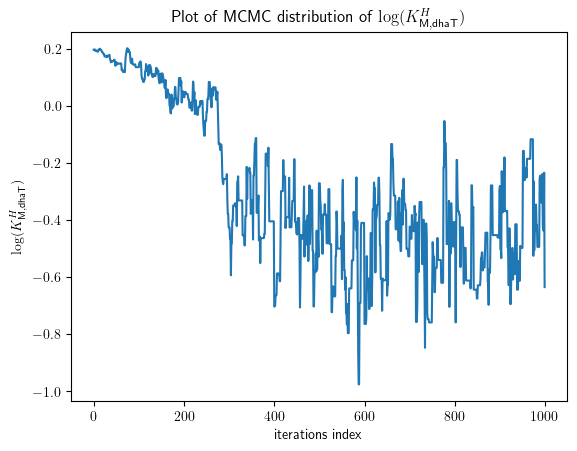 Plot of MCMC distribution of log(K^H_{M,dhaT})
0.2
0.0
−0.2
−0.4
−0.6
−0.8
−1.0
log(K^H_{M,dhaT})
0 200 400 600 800 1000
iterations index